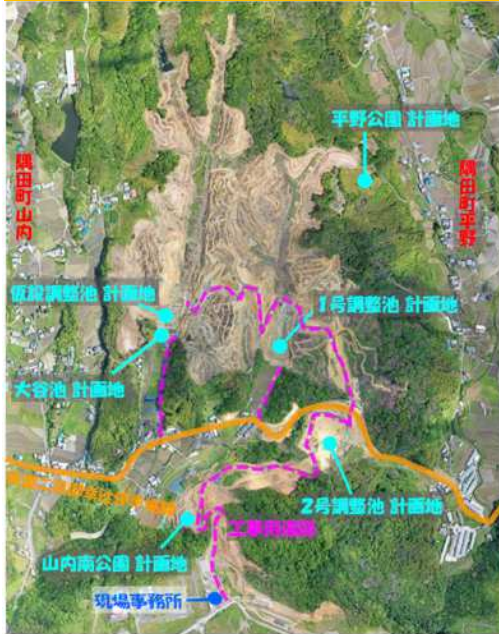 平野公園 計画地
隅田町山内
隅田町平野
仮設調整池 計画地
1号調整池 計画地
大谷池 計画地
2号調整池 計画地
工事用道路
山内南公園 計画地
現場事務所